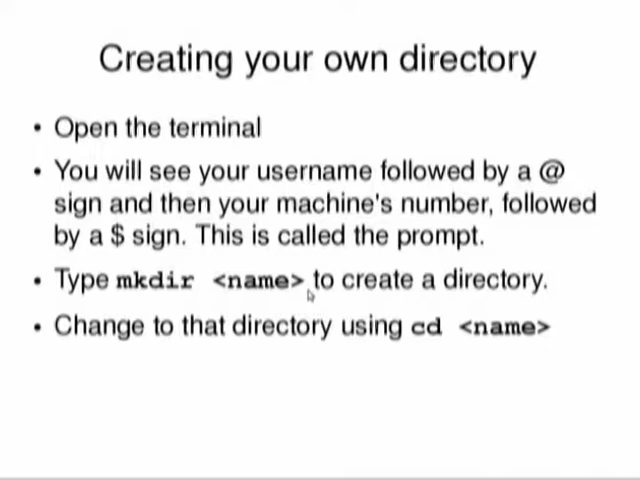 Creating your own directory
• Open the terminal
• You will see your username followed by a @
sign and then your machine's number, followed
by a $ sign. This is called the prompt.
• Type mkdir <name> to create a directory.
• Change to that directory using cd <name>